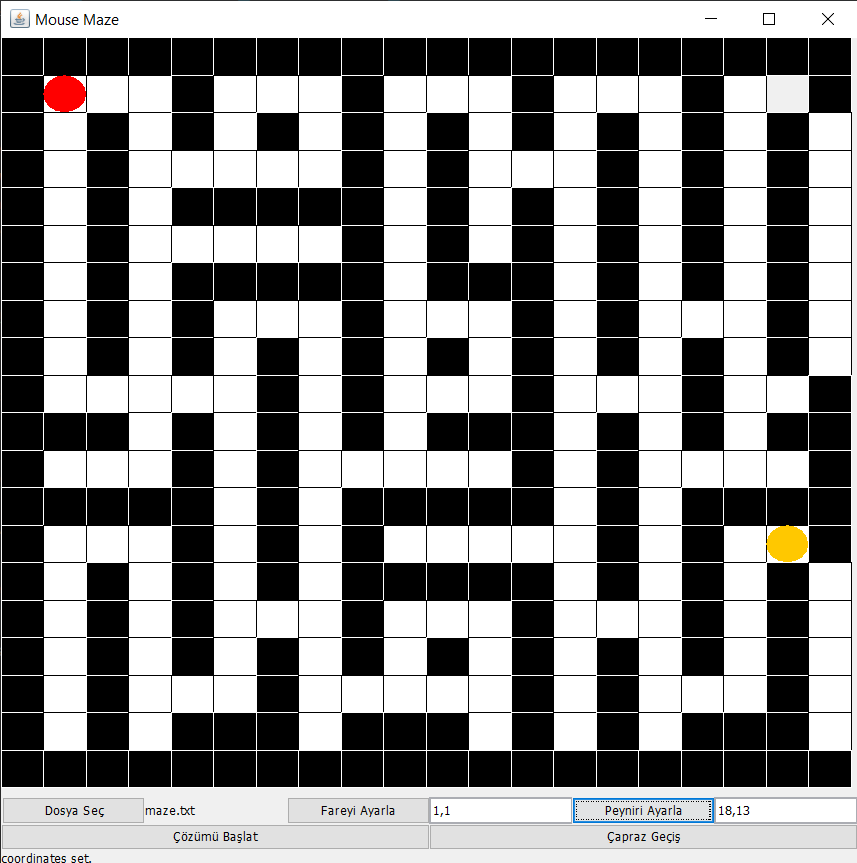 Mouse Maze
Dosya Seç maze.txt Fareyi Ayarla 1,1 Peyniri Ayarla 18,13
Çözümü Başlat Çapraz Geçiş
coordinates set.